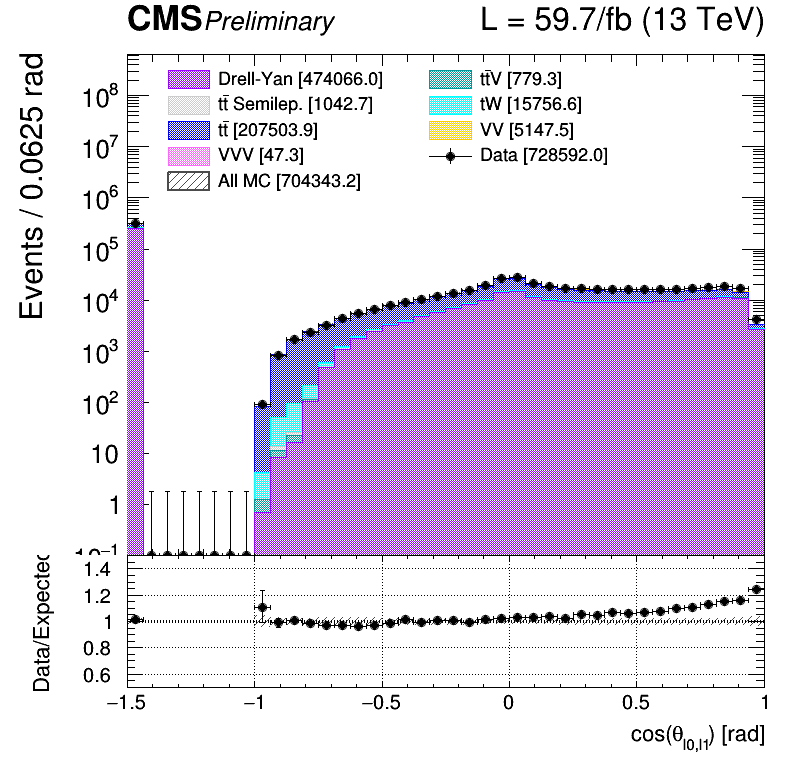 CMS Preliminary L = 59.7/fb (13 TeV)
Events / 0.0625 rad
Drell-Yan [474066.0]
tt̄V [779.3]
tt̄ Semilep. [1042.7]
tW [15756.6]
tt̄ [207503.9]
VV [5147.5]
VVV [47.3]
Data [728592.0]
All MC [704343.2]
10⁸
10⁷
10⁶
10⁵
10⁴
10³
10²
10
1
10⁻¹
Data/Expected
1.4
1.2
1
0.8
0.6
−1.5 −1 −0.5 0 0.5 1
cos(θ_l0,l1) [rad]